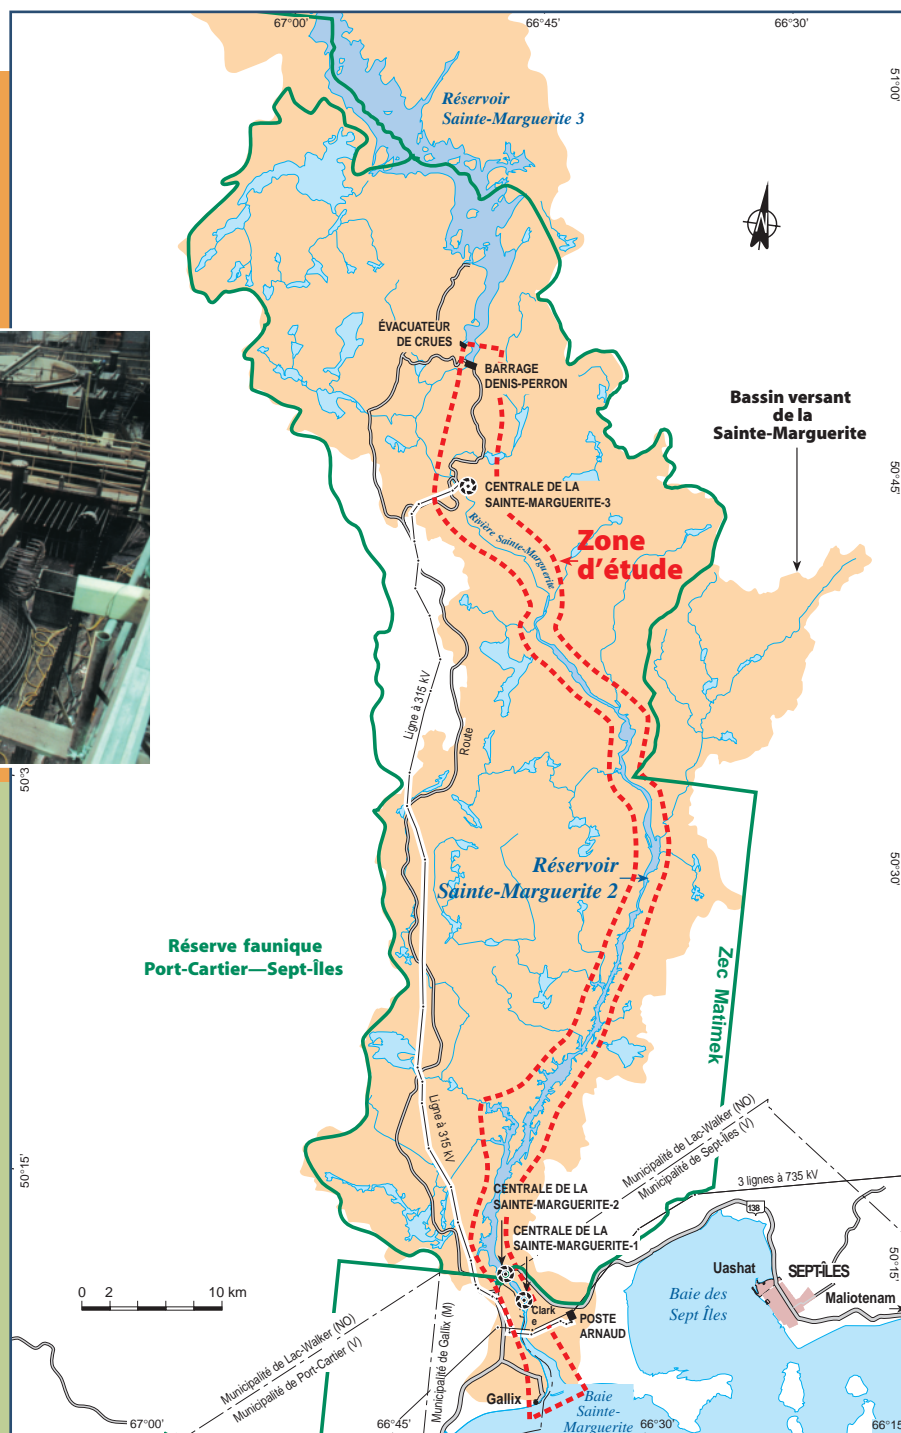 67°00'
66°45'
66°30'
51°00'
Réservoir
Sainte-Marguerite 3
ÉVACUATEUR
DE CRUES
BARRAGE
DENIS-PERRON
Bassin versant
de la
Sainte-Marguerite
50°45'
CENTRALE DE LA
SAINTE-MARGUERITE-3
Rivière Sainte-Marguerite
Zone
d'étude
Ligne à 315 kV
Route
50°3
Réservoir
Sainte-Marguerite 2
50°30'
Réserve faunique
Port-Cartier—Sept-Îles
Zec Matimek
Ligne à 315 kV
50°15'
Municipalité de Lac-Walker (NO)
Municipalité de Sept-Îles (V)
3 lignes à 735 kV
138
CENTRALE DE LA
SAINTE-MARGUERITE-2
CENTRALE DE LA
SAINTE-MARGUERITE-1
50°15'
Uashat
SEPT-ÎLES
Maliotenam
Baie des
Sept Îles
0 2 10 km
Clark
e
POSTE
ARNAUD
Municipalité de Lac-Walker (NO)
Municipalité de Port-Cartier (V)
Municipalité de Gallix (M)
Gallix
Baie
Sainte-
Marguerite
67°00'
66°45'
66°30'
66°15'